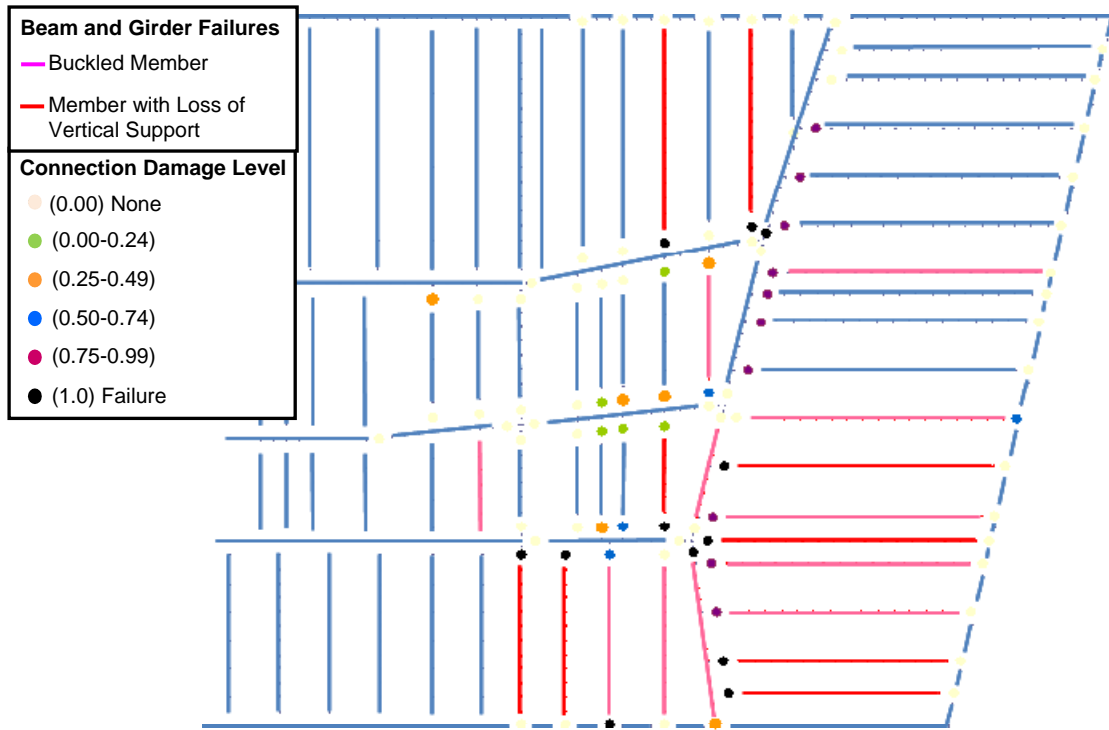 Beam and Girder Failures
Buckled Member
Member with Loss of
Vertical Support
Connection Damage Level
(0.00) None
(0.00-0.24)
(0.25-0.49)
(0.50-0.74)
(0.75-0.99)
(1.0) Failure